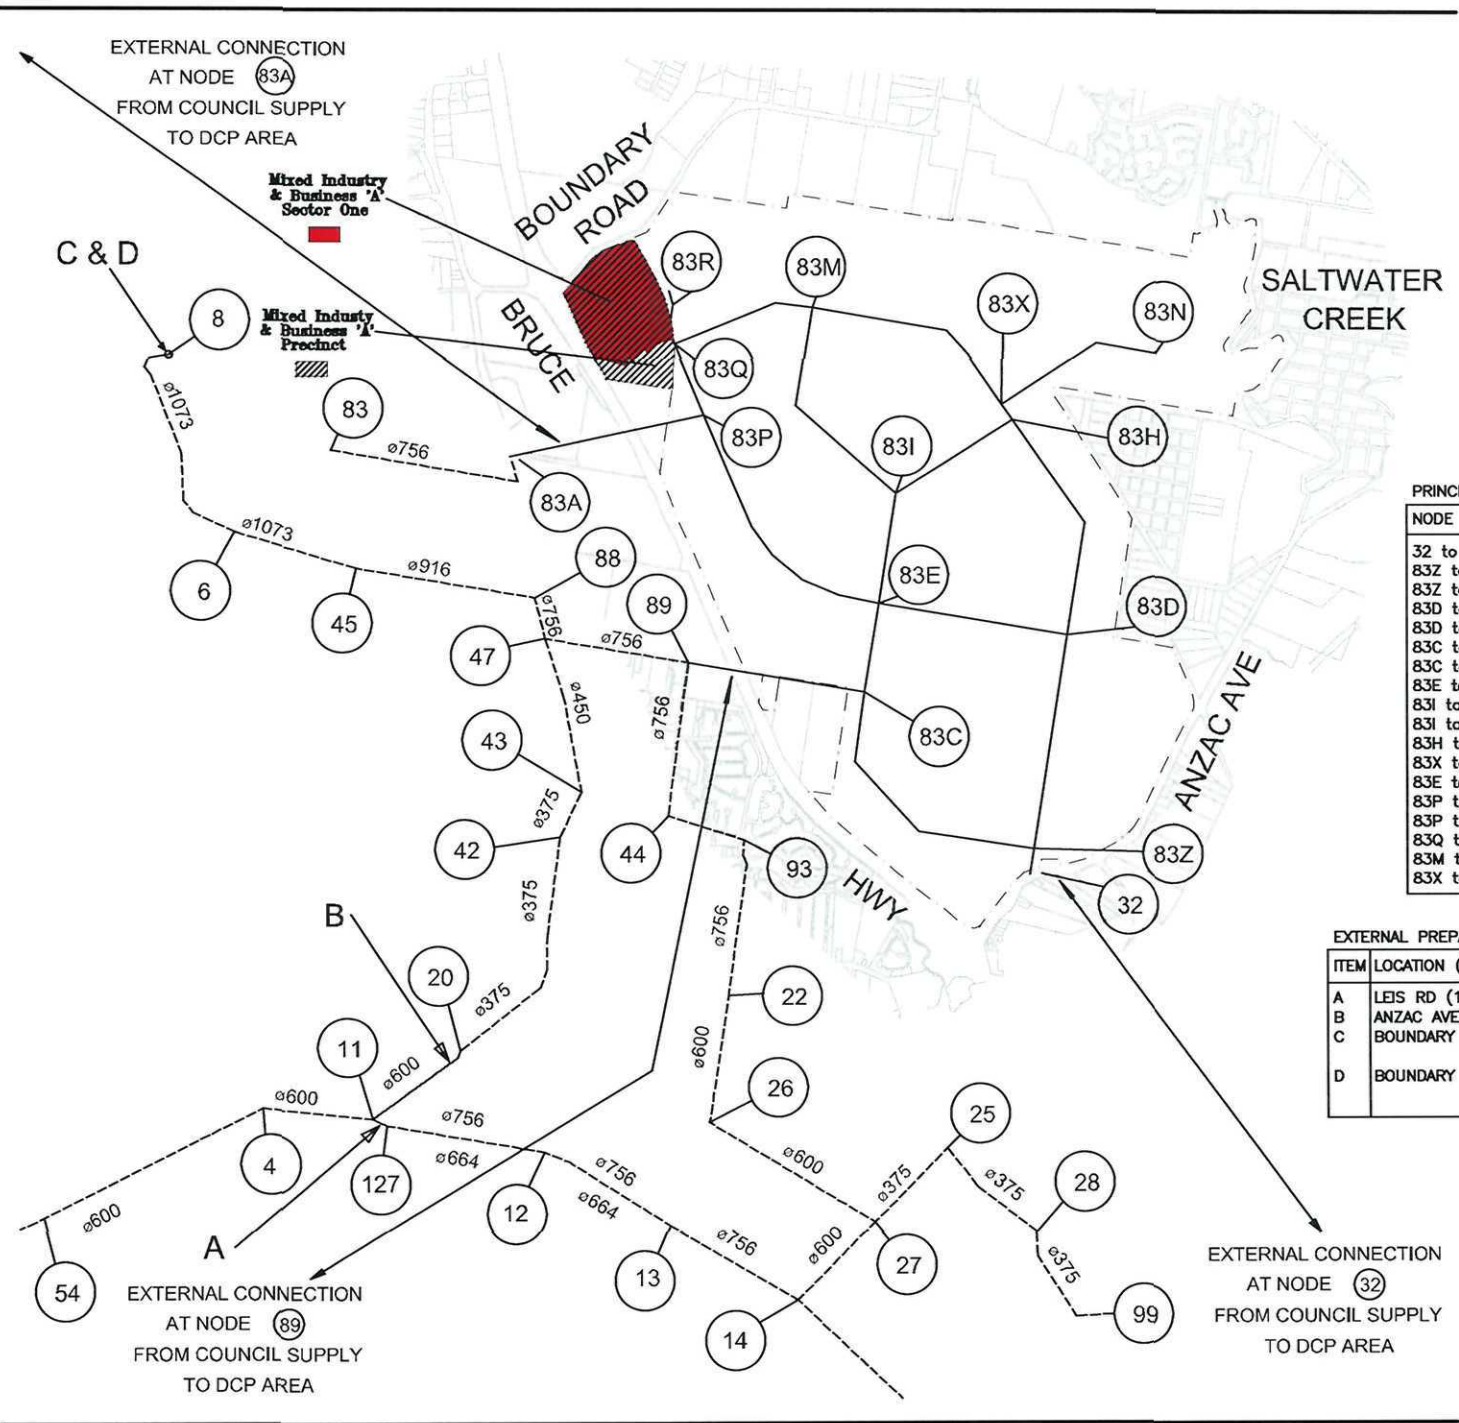 EXTERNAL CONNECTION
AT NODE 83A
FROM COUNCIL SUPPLY
TO DCP AREA
Mixed Industry
& Business 'A'
Sector One
C & D
8
Mixed Industy
& Business 'A'
Precinct
BOUNDARY
ROAD
BRUCE
HWY
SALTWATER
CREEK
ANZAC AVE
83R
83M
83X
83N
83Q
83P
83I
83H
83
ø756
83A
ø1073
ø1073
6
45
ø916
88
ø756
47
ø756
89
83E
83D
ø450
ø756
83C
43
ø375
42
44
93
83Z
32
ø375
B
20
ø375
ø756
22
11
ø600
ø600
26
25
ø600
4
ø756
ø664
127
12
ø756
ø664
ø600
ø375
ø375
28
ø600
54
A
13
ø756
ø600
27
ø375
99
14
EXTERNAL CONNECTION
AT NODE 89
FROM COUNCIL SUPPLY
TO DCP AREA
EXTERNAL CONNECTION
AT NODE 32
FROM COUNCIL SUPPLY
TO DCP AREA
PRINC
NODE
32 to
83Z t
83Z t
83D t
83D t
83C t
83C t
83E t
83I to
83I to
83H t
83X t
83E t
83P t
83P t
83Q t
83M t
83X t
EXTERNAL PREP
ITEM LOCATION (
A LEIS RD (1
B ANZAC AVE
C BOUNDARY
D BOUNDARY